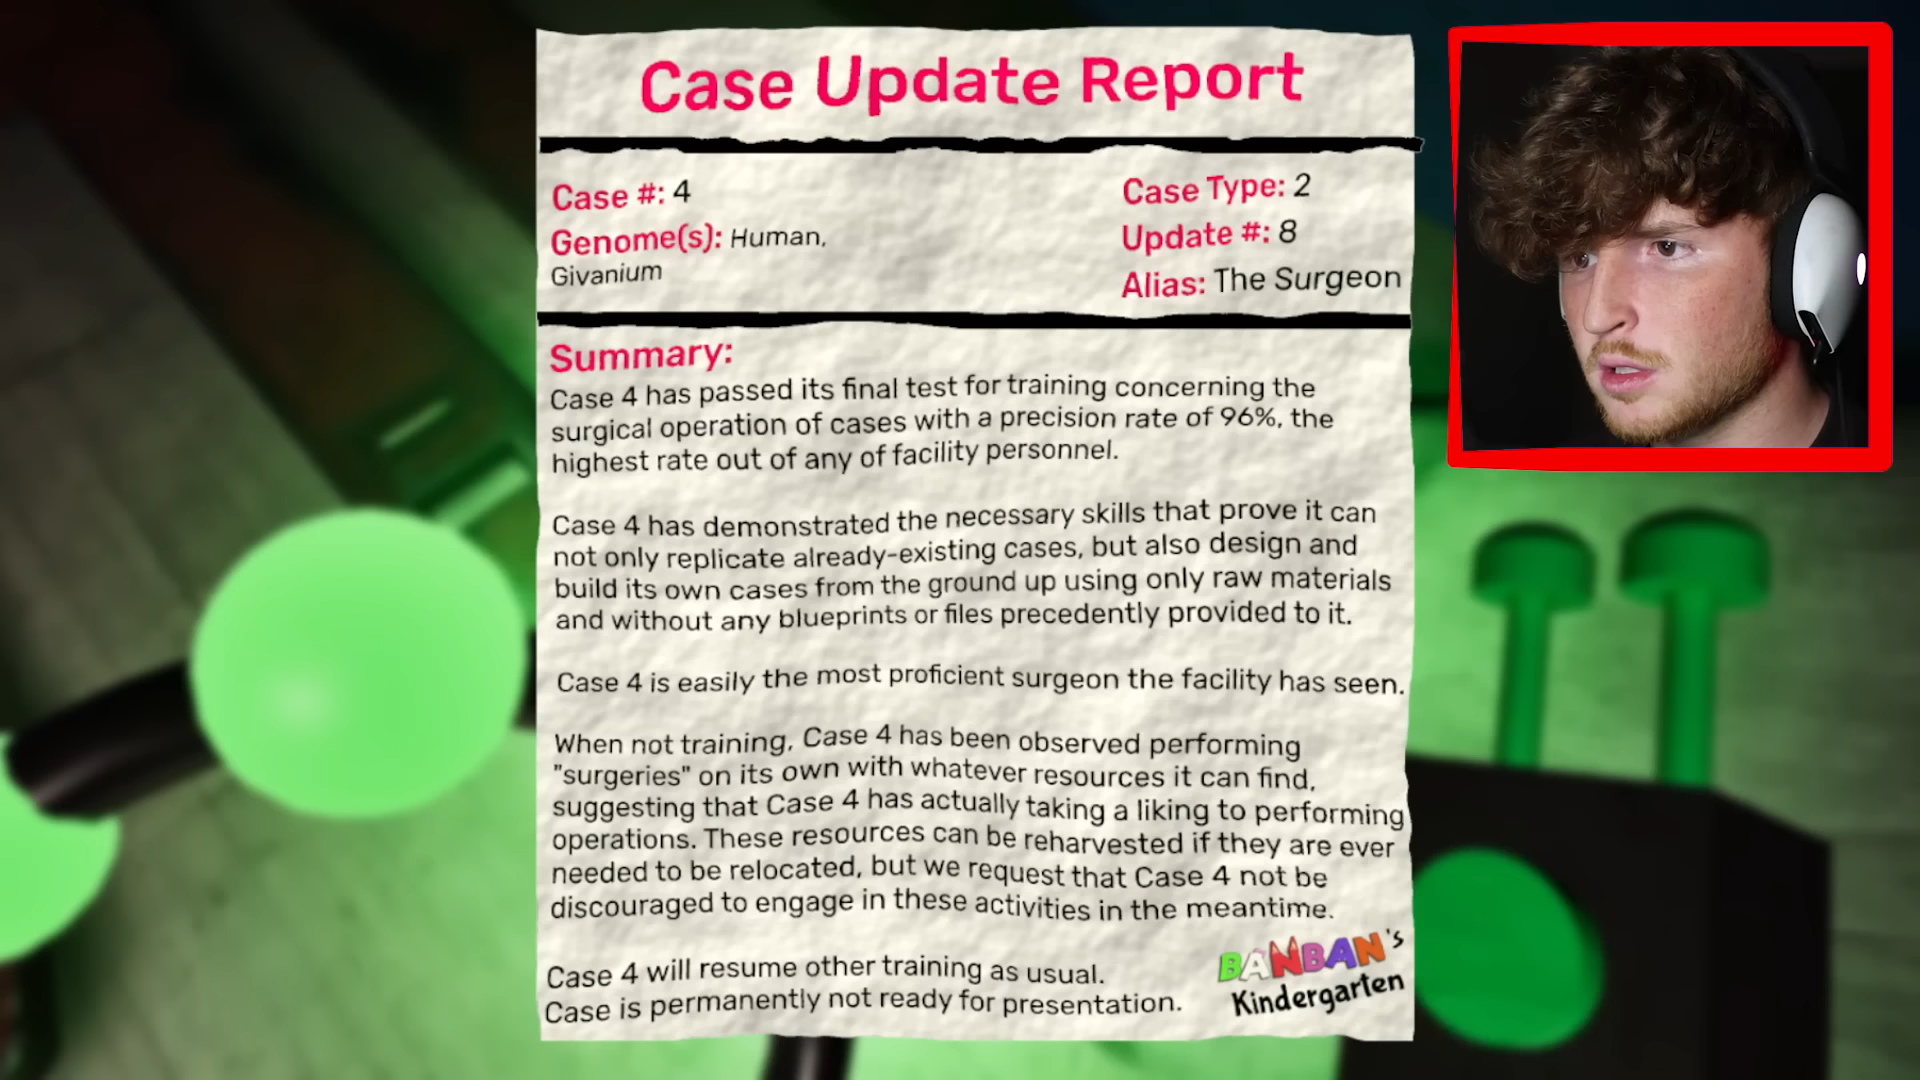 Case Update Report
Case #: 4
Genome(s): Human,
Givanium
Case Type: 2
Update #: 8
Alias: The Surgeon
Summary:
Case 4 has passed its final test for training concerning the
surgical operation of cases with a precision rate of 96%, the
highest rate out of any of facility personnel.
Case 4 has demonstrated the necessary skills that prove it can
not only replicate already-existing cases, but also design and
build its own cases from the ground up using only raw materials
and without any blueprints or files precedently provided to it.
Case 4 is easily the most proficient surgeon the facility has seen.
When not training, Case 4 has been observed performing
"surgeries" on its own with whatever resources it can find,
suggesting that Case 4 has actually taking a liking to performing
operations. These resources can be reharvested if they are ever
needed to be relocated, but we request that Case 4 not be
discouraged to engage in these activities in the meantime.
Case 4 will resume other training as usual.
Case is permanently not ready for presentation.
BANBAN's
Kindergarten